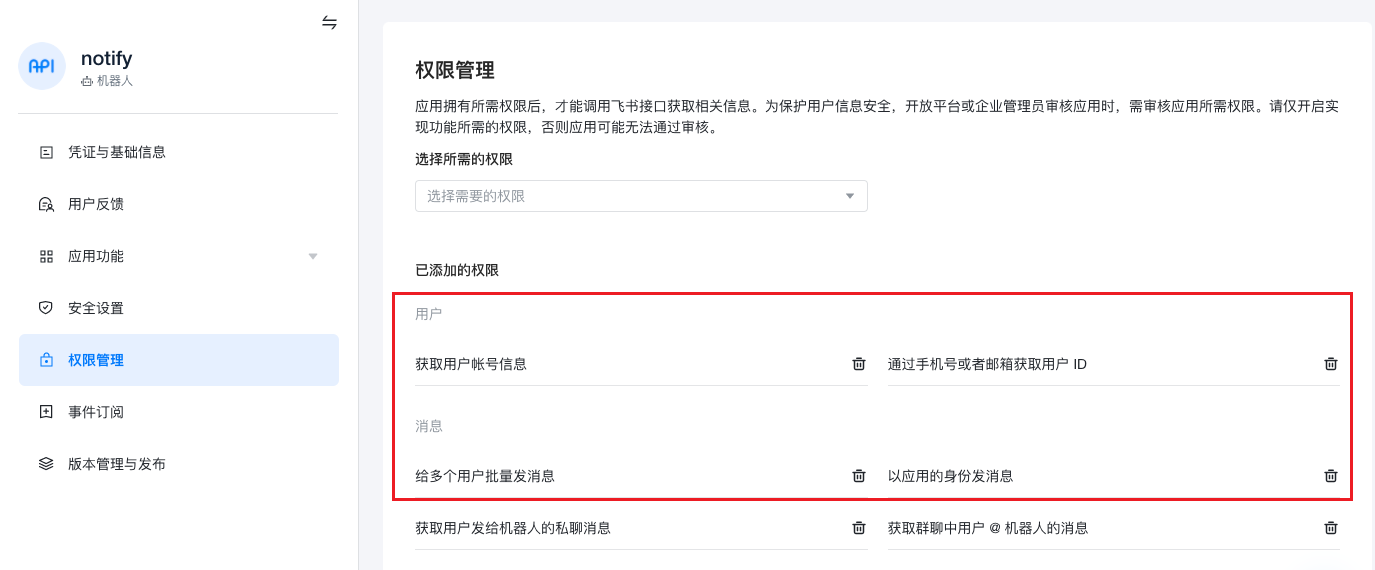 API
notify
机器人
凭证与基础信息
用户反馈
应用功能
安全设置
权限管理
事件订阅
版本管理与发布
权限管理
应用拥有所需权限后，才能调用飞书接口获取相关信息。为保护用户信息安全，开放平台或企业管理员审核应用时，需审核应用所需权限。请仅开启实
现功能所需的权限，否则应用可能无法通过审核。
选择所需的权限
选择需要的权限
已添加的权限
用户
获取用户帐号信息
通过手机号或者邮箱获取用户 ID
消息
给多个用户批量发消息
以应用的身份发消息
获取用户发给机器人的私聊消息
获取群聊中用户 @ 机器人的消息